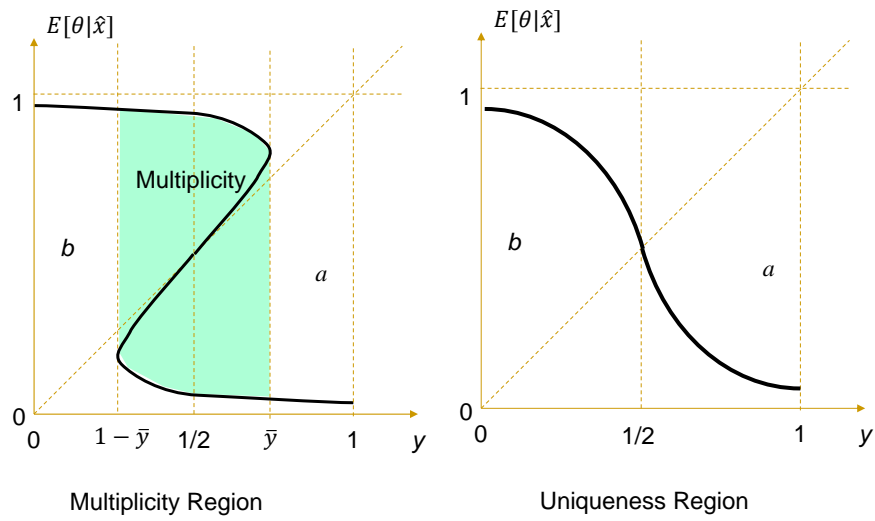 E[θ|x̂]
1
Multiplicity
b
a
0
0
1 − ȳ
1/2
ȳ
1
y
Multiplicity Region
E[θ|x̂]
1
b
a
0
0
1/2
1
y
Uniqueness Region